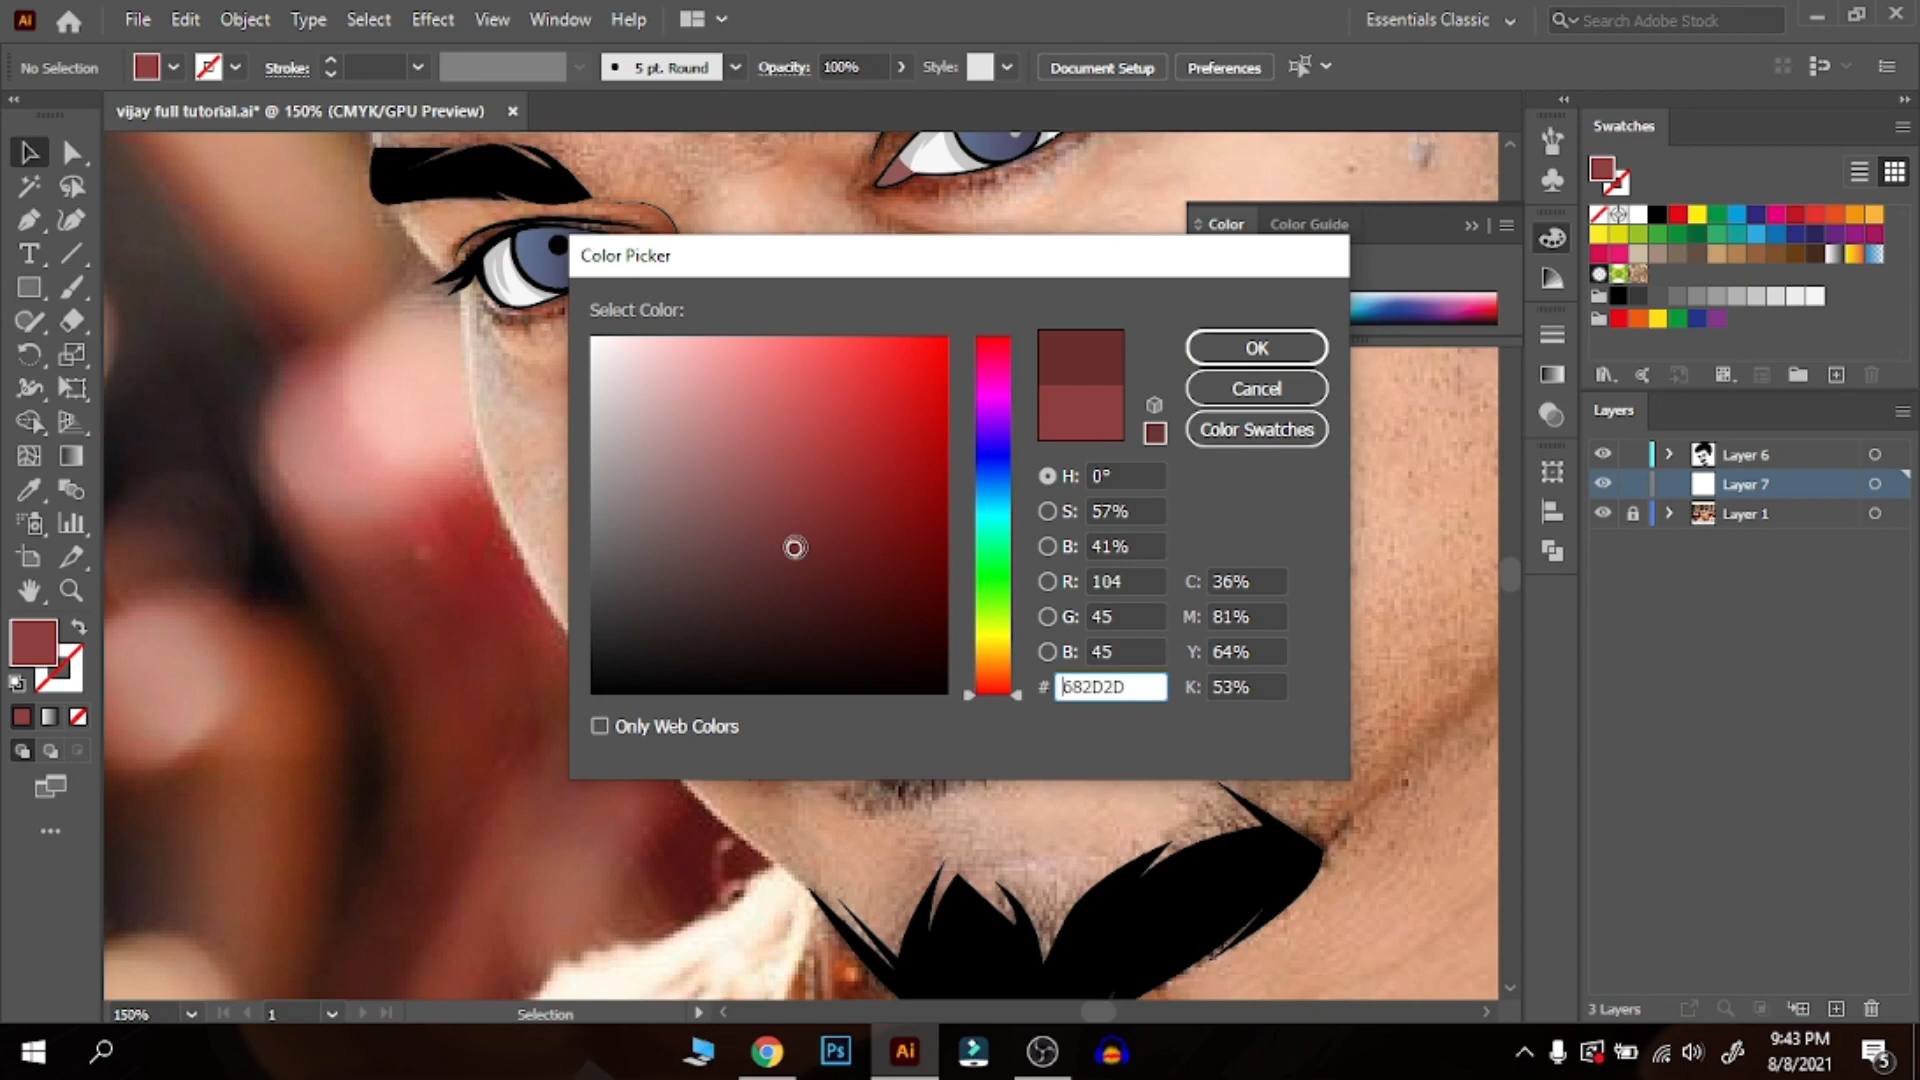 Ai File Edit Object Type Select Effect View Window Help Essentials Classic Search Adobe Stock
No Selection Stroke: 5 pt. Round Opacity: 100% Style: Document Setup Preferences
vijay full tutorial.ai* @ 150% (CMYK/GPU Preview)
Swatches
Color Color Guide
Color Picker
Select Color:
OK
Cancel
Color Swatches
H: 0°
S: 57%
B: 41%
R: 104 C: 36%
G: 45 M: 81%
B: 45 Y: 64%
# 682D2D K: 53%
Only Web Colors
Layers
Layer 6
Layer 7
Layer 1
3 Layers
150% 1 Selection
Ps Ai
9:43 PM
8/8/2021
5